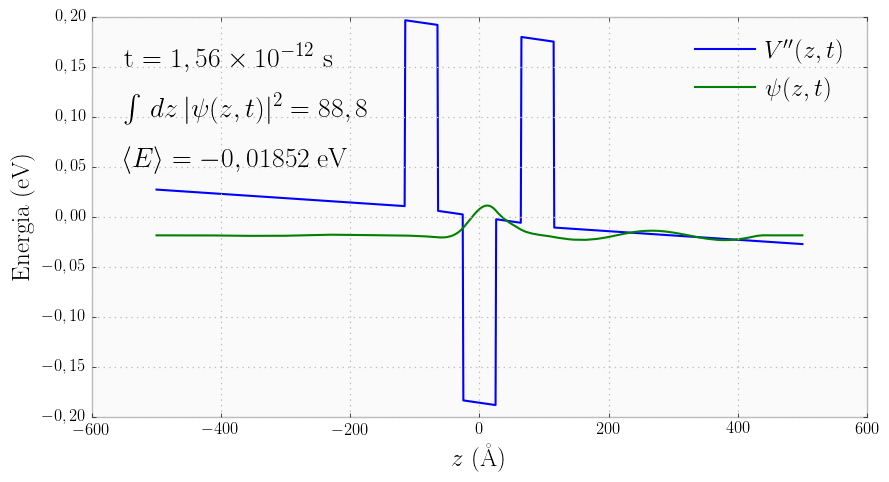 t = 1,56 × 10⁻¹² s
∫ dz |ψ(z, t)|² = 88,8
⟨E⟩ = −0,01852 eV
V′′(z, t)
ψ(z, t)
Energia (eV)
0,20
0,15
0,10
0,05
0,00
−0,05
−0,10
−0,15
−0,20
−600 −400 −200 0 200 400 600
z (Å)